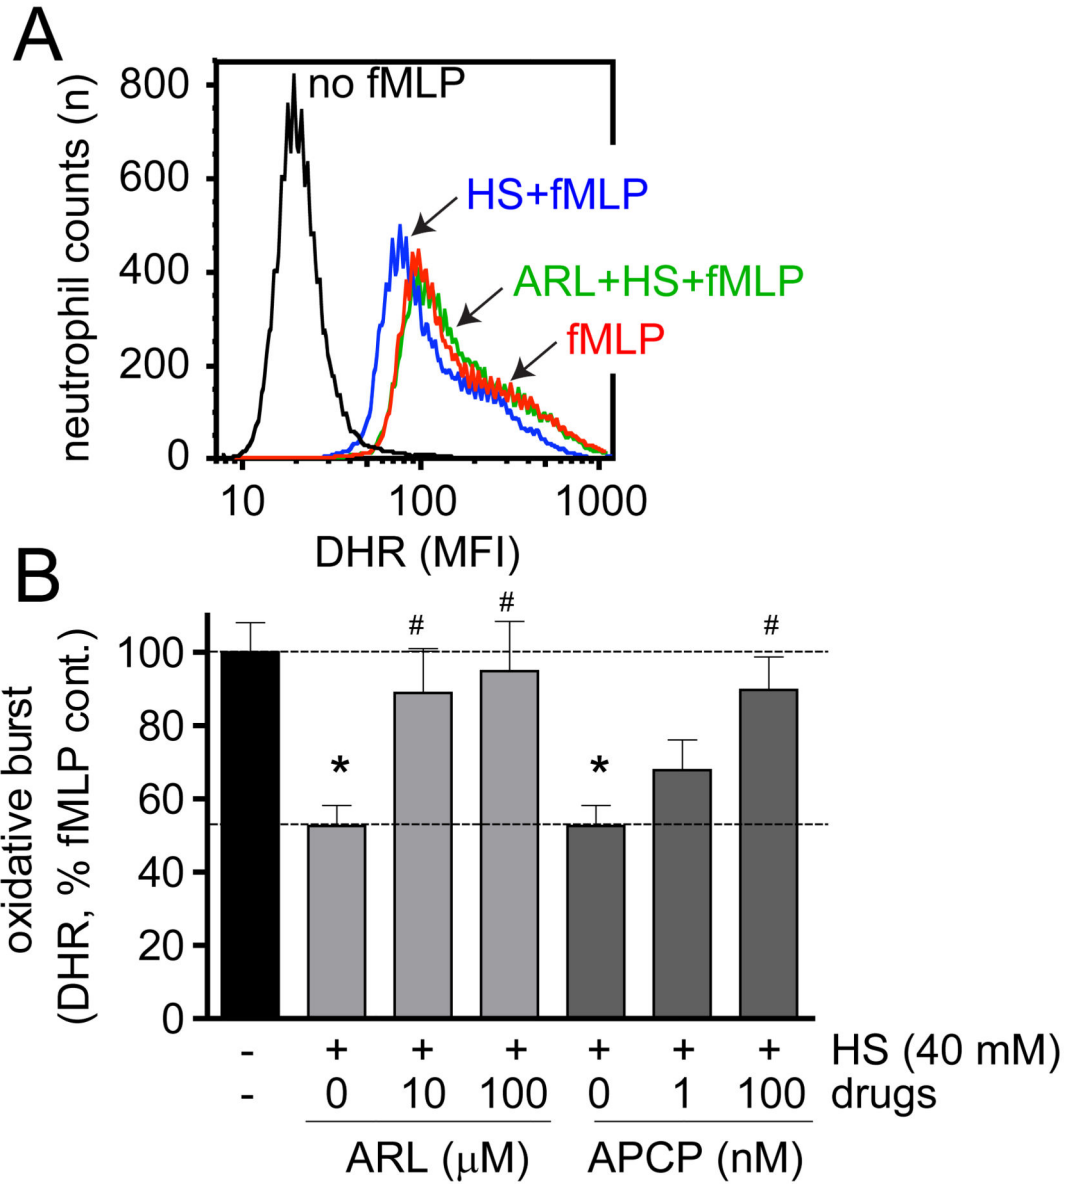 A
neutrophil counts (n)
800
600
400
200
0
no fMLP
HS+fMLP
ARL+HS+fMLP
fMLP
10 100 1000
DHR (MFI)
B
oxidative burst
(DHR, % fMLP cont.)
100
80
60
40
20
0
* # # * #
- + + + + + + HS (40 mM)
- 0 10 100 0 1 100 drugs
ARL (μM) APCP (nM)